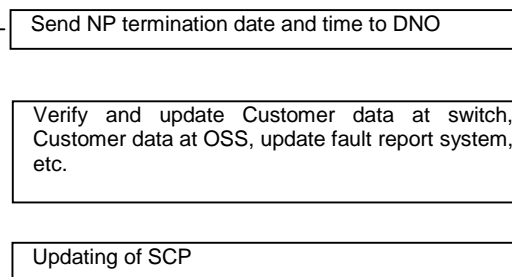 Send NP termination date and time to DNO
Verify and update Customer data at switch,
Customer data at OSS, update fault report system,
etc.
Updating of SCP